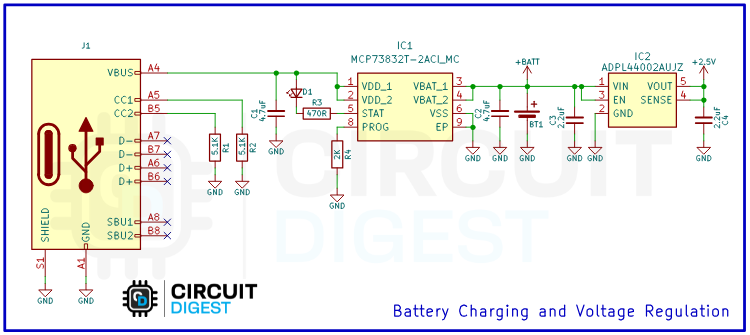 J1
VBUS A4
CC1 A5
CC2 B5
D- A7
D- B7
D+ A6
D+ B6
SBU1 A8
SBU2 B8
SHIELD
GND
S1
A1
GND
GND
5.1K
R1
GND
5.1K
R2
GND
C1
4.7uF
GND
D1
R3
470R
IC1
MCP73832T-2ACI_MC
1 VDD_1 VBAT_1 3
2 VDD_2 VBAT_2 4
5 STAT VSS 6
8 PROG EP 9
2K
R4
GND
GND
C2
4.7uF
GND
+BATT
+
BT1
GND
C3
2.2uF
GND
IC2
ADPL44002AUJZ
1 VIN VOUT 5
3 EN SENSE 4
2 GND
GND
+2.5V
2.2uF
C4
GND
CIRCUIT
DIGEST
CD
CIRCUIT
DIGEST
Battery Charging and Voltage Regulation